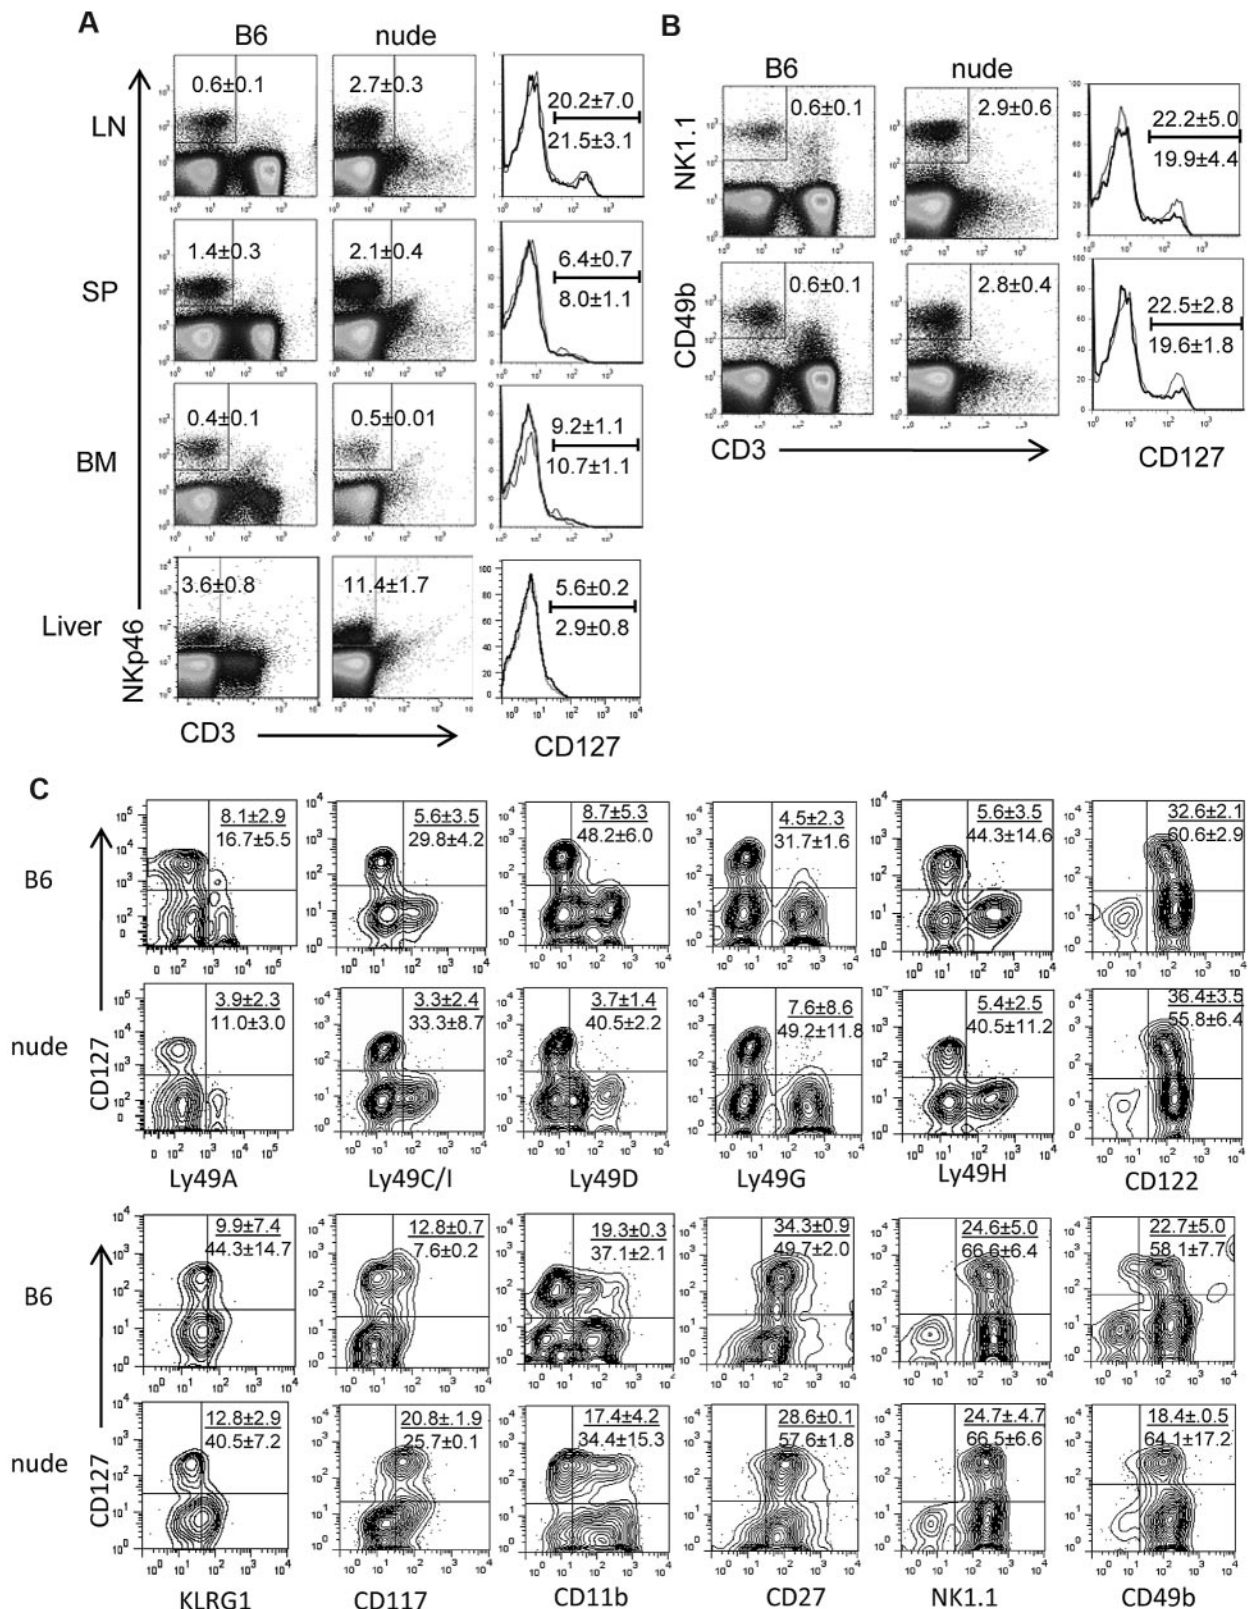 A
B6 nude
LN
0.6±0.1 2.7±0.3 20.2±7.0
21.5±3.1
SP
1.4±0.3 2.1±0.4 6.4±0.7
8.0±1.1
BM
0.4±0.1 0.5±0.01 9.2±1.1
10.7±1.1
Liver
3.6±0.8 11.4±1.7 5.6±0.2
2.9±0.8
NKp46
CD3 CD127
B
B6 nude
NK1.1
0.6±0.1 2.9±0.6 22.2±5.0
19.9±4.4
CD49b
0.6±0.1 2.8±0.4 22.5±2.8
19.6±1.8
CD3 CD127
C
B6
8.1±2.9 5.6±3.5 8.7±5.3 4.5±2.3 5.6±3.5 32.6±2.1
16.7±5.5 29.8±4.2 48.2±6.0 31.7±1.6 44.3±14.6 60.6±2.9
nude
3.9±2.3 3.3±2.4 3.7±1.4 7.6±8.6 5.4±2.5 36.4±3.5
11.0±3.0 33.3±8.7 40.5±2.2 49.2±11.8 40.5±11.2 55.8±6.4
CD127
Ly49A Ly49C/I Ly49D Ly49G Ly49H CD122
B6
9.9±7.4 12.8±0.7 19.3±0.3 34.3±0.9 24.6±5.0 22.7±5.0
44.3±14.7 7.6±0.2 37.1±2.1 49.7±2.0 66.6±6.4 58.1±7.7
nude
12.8±2.9 20.8±.1.9 17.4±4.2 28.6±0.1 24.7±.4.7 18.4±.0.5
40.5±7.2 25.7±0.1 34.4±15.3 57.6±1.8 66.5±6.6 64.1±17.2
CD127
KLRG1 CD117 CD11b CD27 NK1.1 CD49b